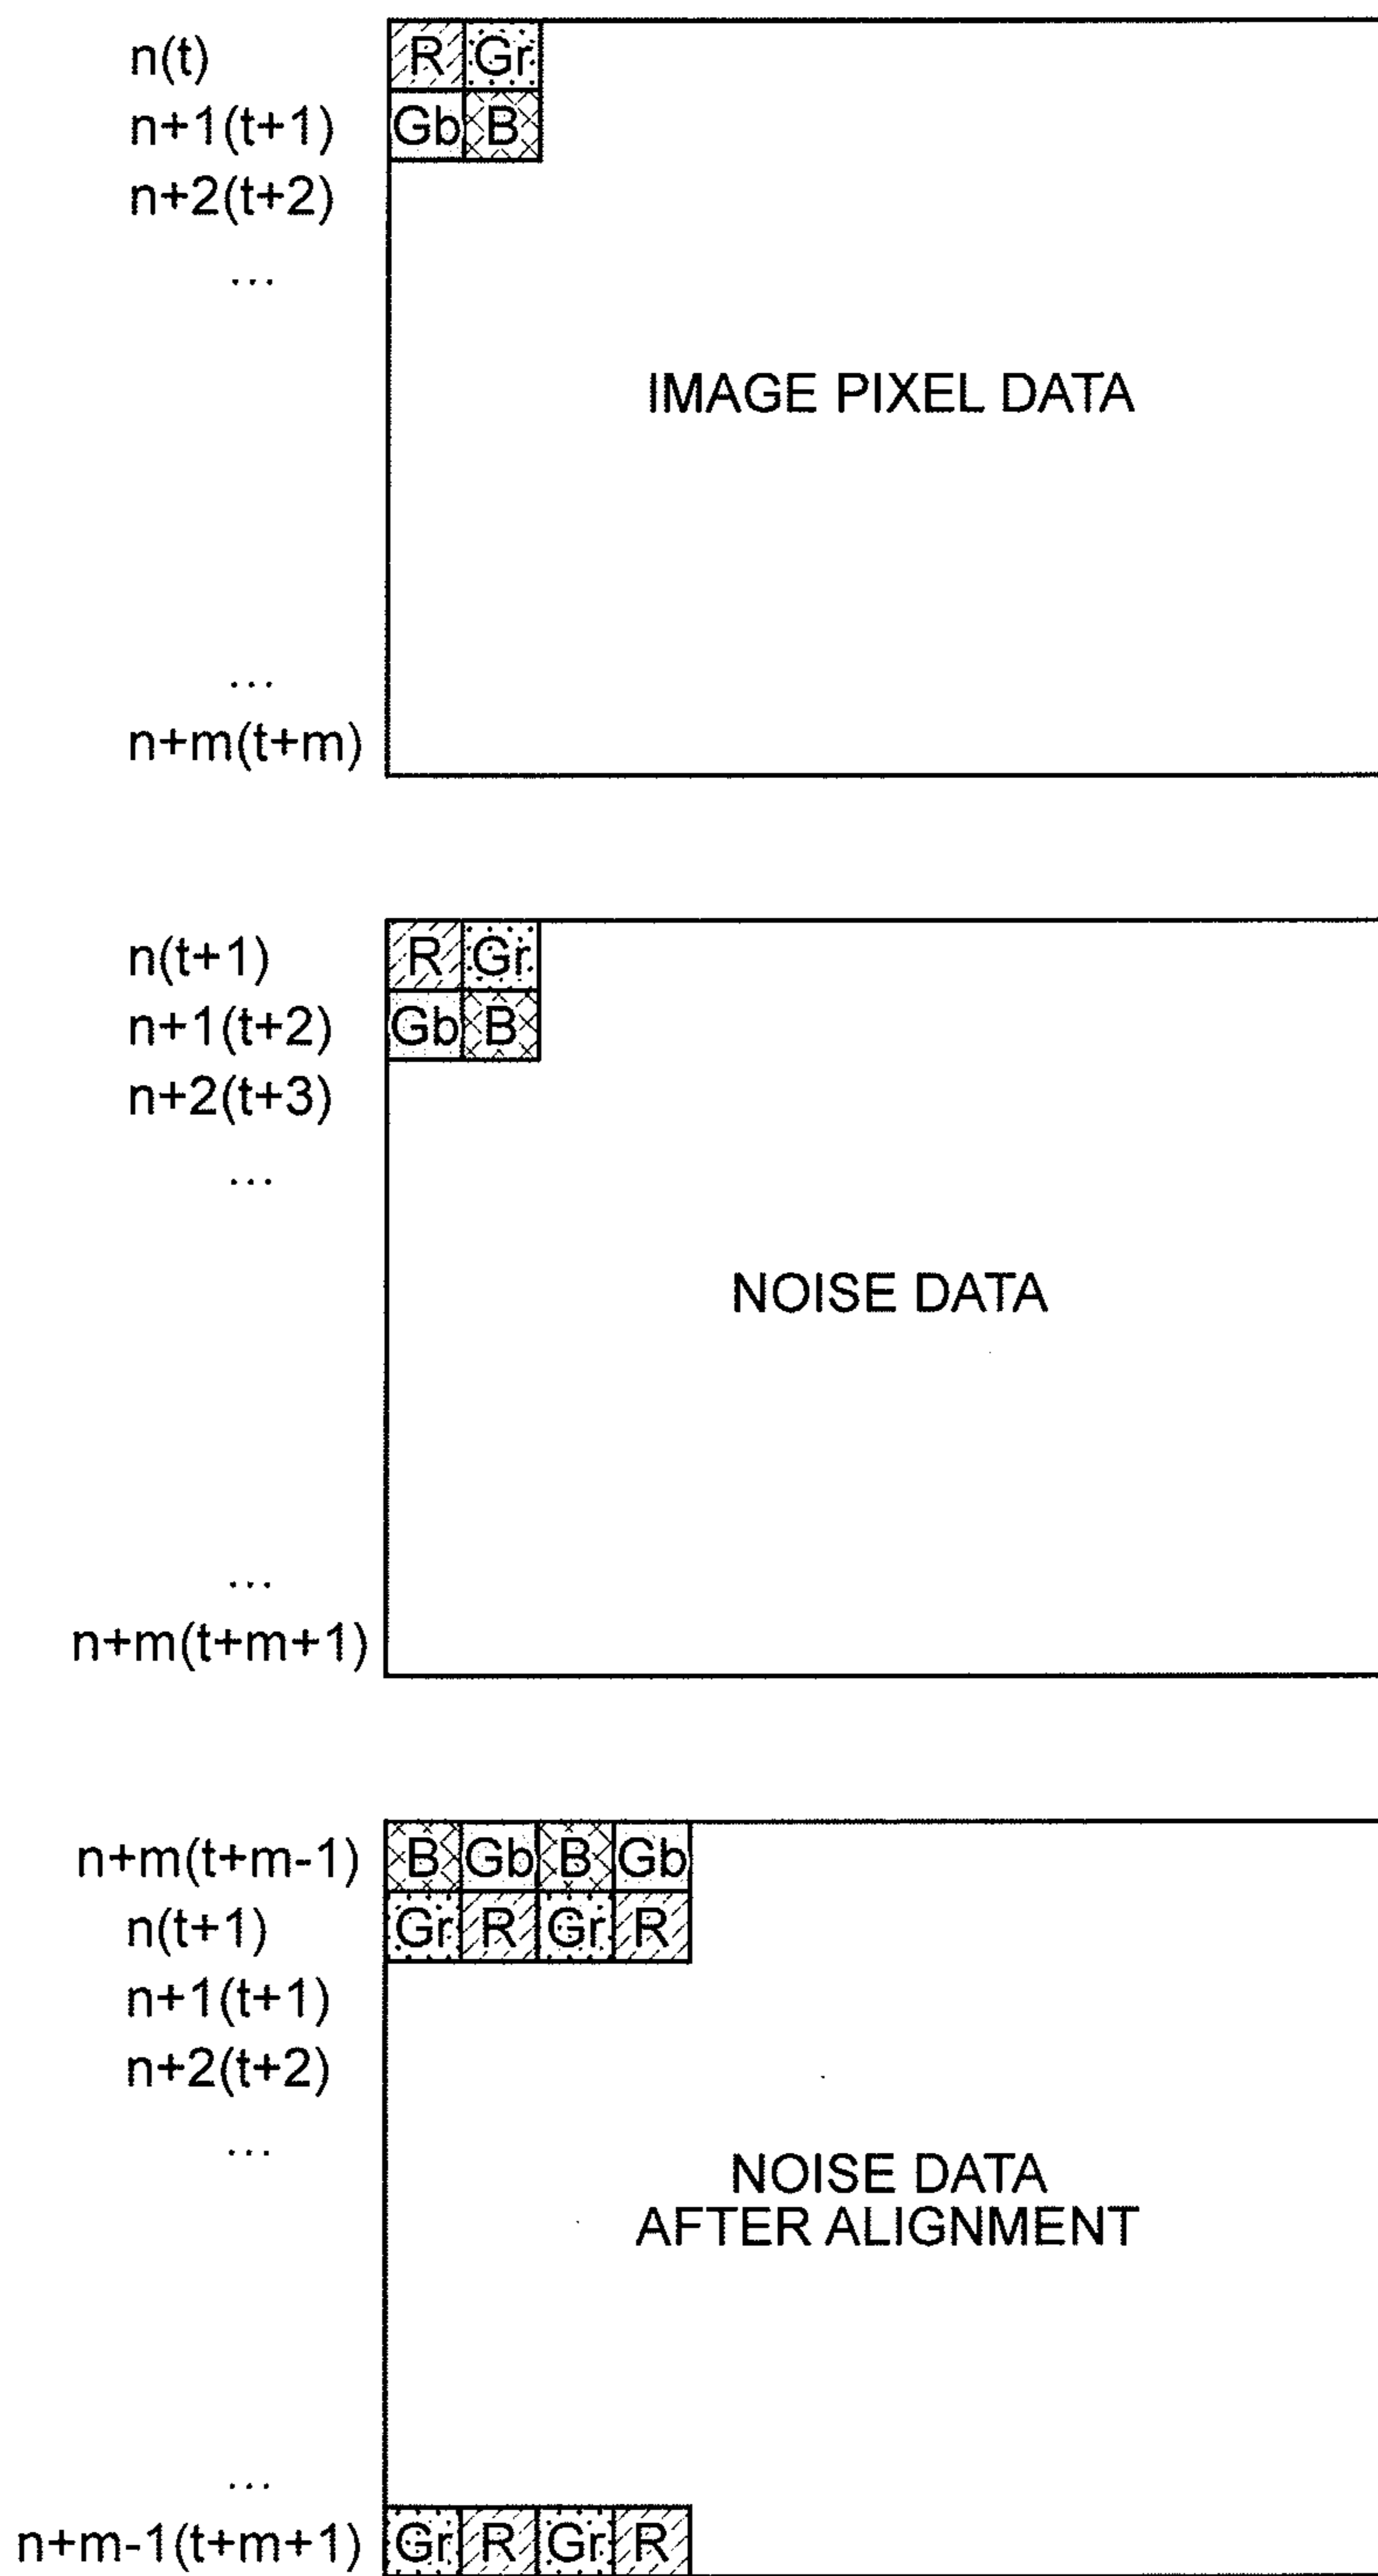 n(t) R Gr
n+1(t+1) Gb B
n+2(t+2)
...
IMAGE PIXEL DATA
...
n+m(t+m)
n(t+1) R Gr
n+1(t+2) Gb B
n+2(t+3)
...
NOISE DATA
...
n+m(t+m+1)
n+m(t+m-1) B Gb B Gb
n(t+1) Gr R Gr R
n+1(t+1)
n+2(t+2)
...
NOISE DATA
AFTER ALIGNMENT
...
n+m-1(t+m+1) Gr R Gr R